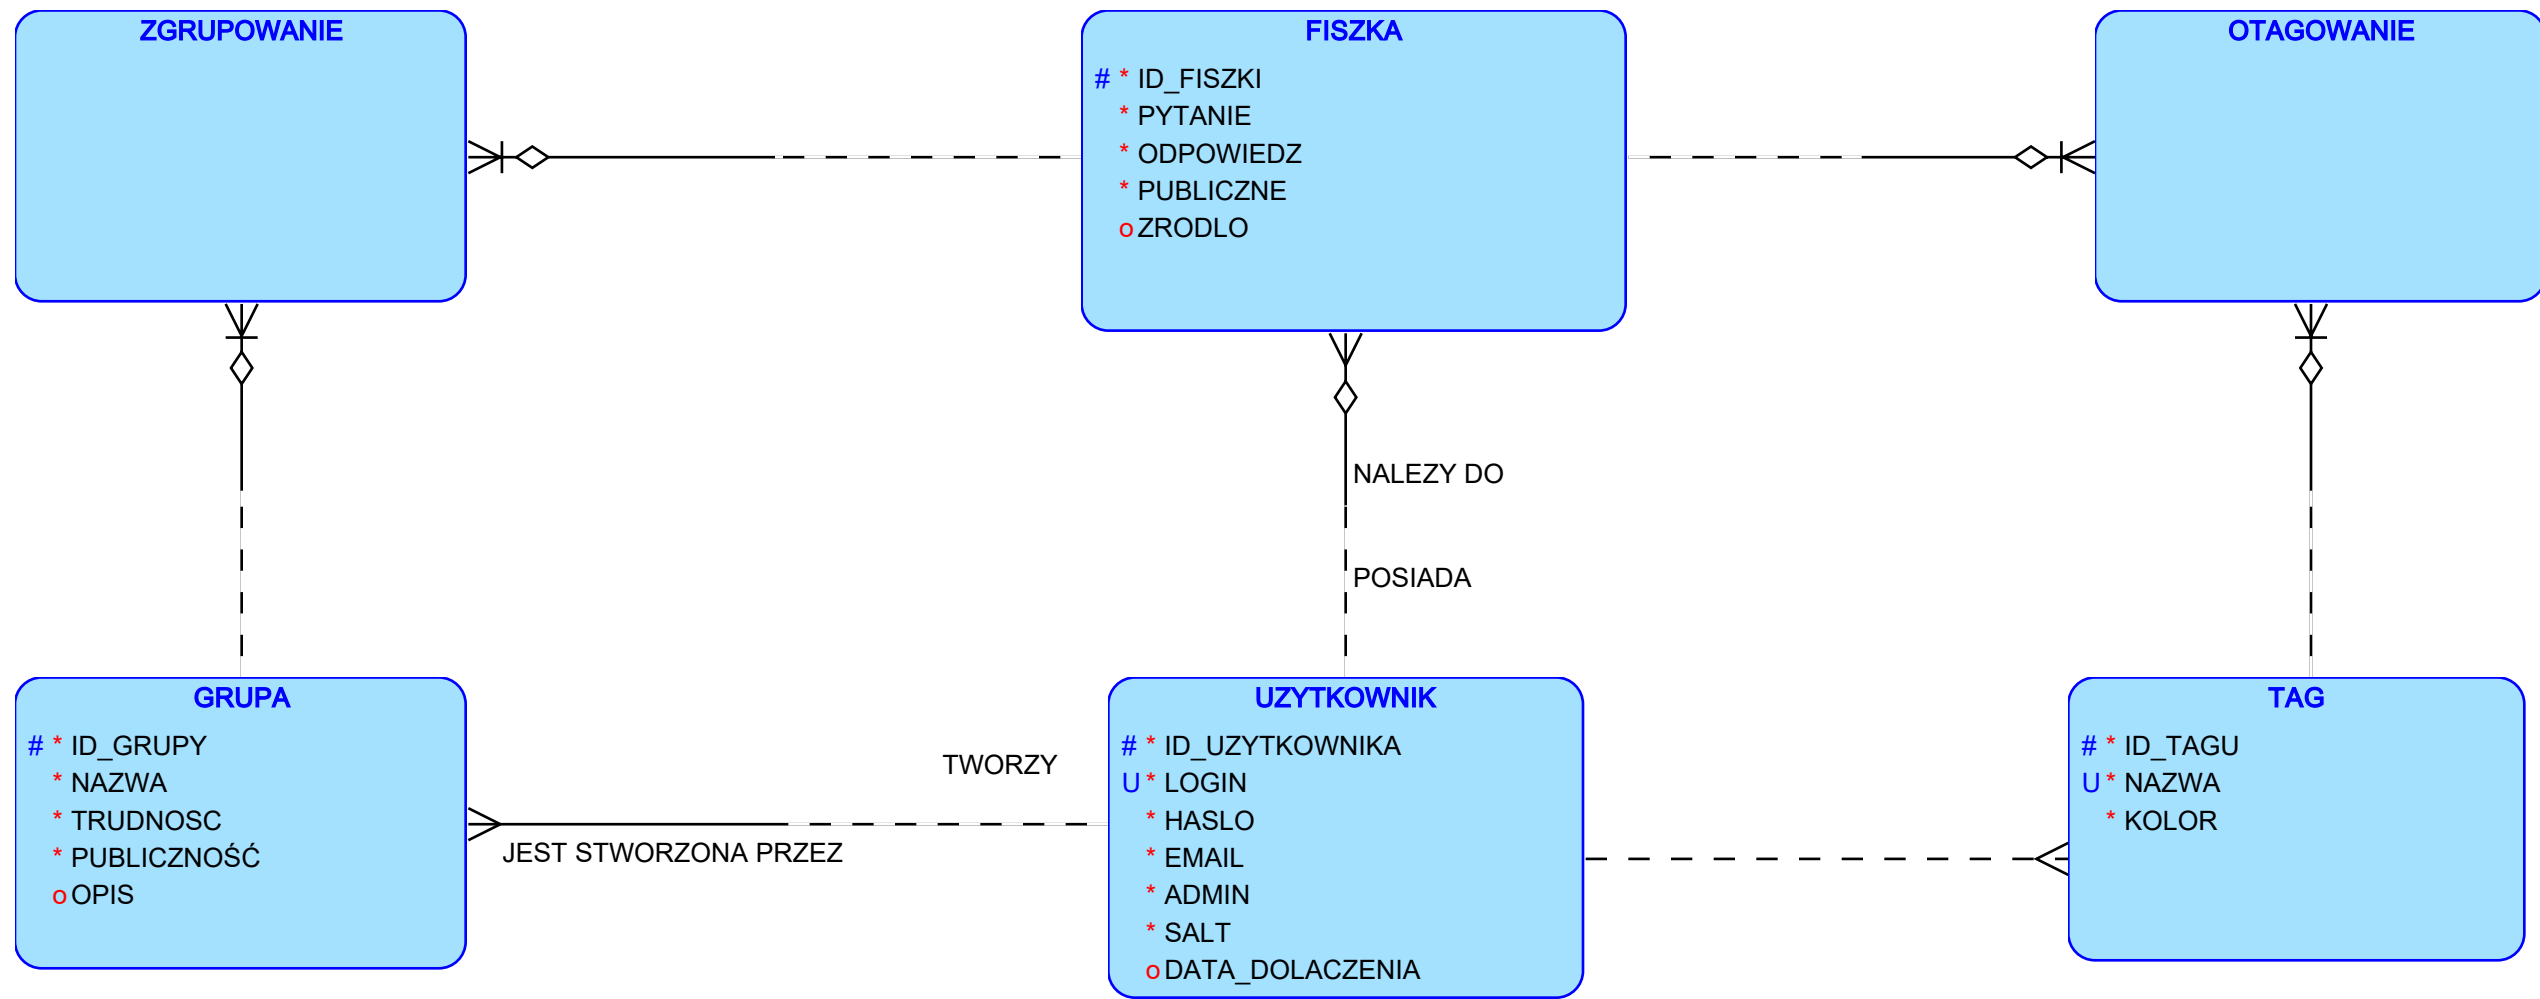 ZGRUPOWANIE
FISZKA
# * ID_FISZKI
* PYTANIE
* ODPOWIEDZ
* PUBLICZNE
o ZRODLO
OTAGOWANIE
NALEZY DO
POSIADA
GRUPA
# * ID_GRUPY
* NAZWA
* TRUDNOSC
* PUBLICZNOŚĆ
o OPIS
TWORZY
JEST STWORZONA PRZEZ
UZYTKOWNIK
# * ID_UZYTKOWNIKA
U * LOGIN
* HASLO
* EMAIL
* ADMIN
* SALT
o DATA_DOLACZENIA
TAG
# * ID_TAGU
U * NAZWA
* KOLOR